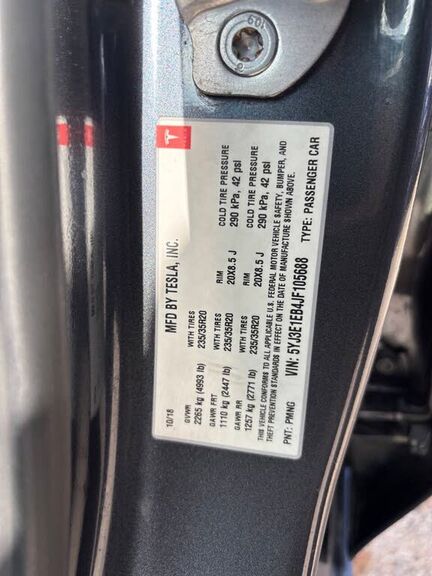 MFD BY TESLA, INC.
10/18
GVWR
2265 kg (4993 lb)
GAWR FRT WITH TIRES RIM COLD TIRE PRESSURE
1110 kg (2447 lb) 235/35R20 20X8.5 J 290 kPa, 42 psi
GAWR RR WITH TIRES RIM COLD TIRE PRESSURE
1257 kg (2771 lb) 235/35R20 20X8.5 J 290 kPa, 42 psi
WITH TIRES
235/35R20
THIS VEHICLE CONFORMS TO ALL APPLICABLE U.S. FEDERAL MOTOR VEHICLE SAFETY, BUMPER, AND
THEFT PREVENTION STANDARDS IN EFFECT ON THE DATE OF MANUFACTURE SHOWN ABOVE.
PNT: PMNG VIN: 5YJ3E1EB4JF105688 TYPE: PASSENGER CAR